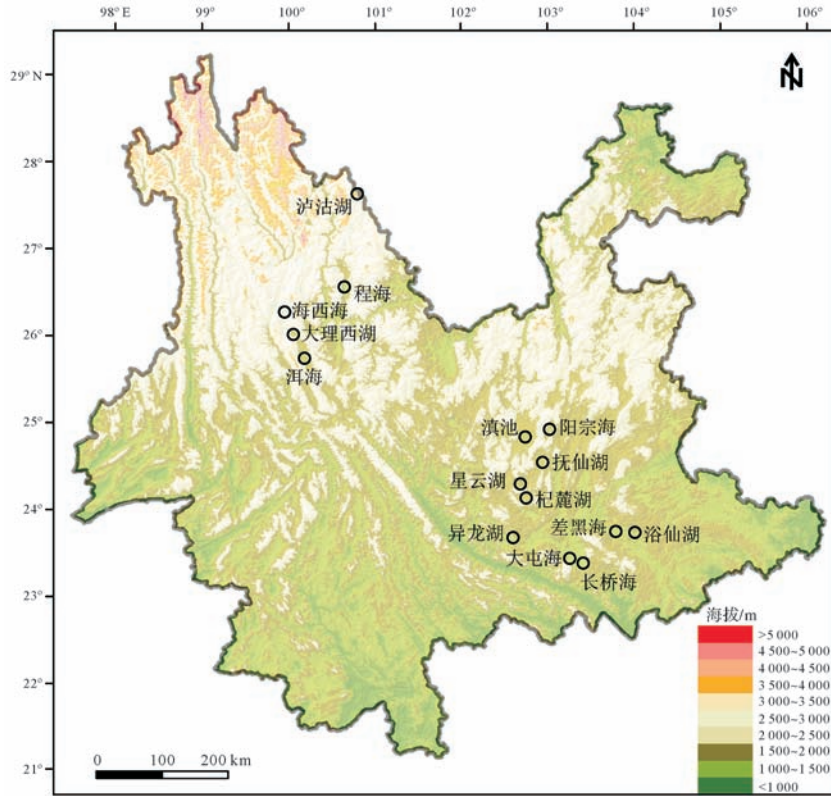 98° E 99° 100° 101° 102° 103° 104° 105° 106°
29° N
N
28°
泸沽湖
27°
程海
海西海
26°
大理西湖
洱海
25°
滇池 阳宗海
抚仙湖
星云湖
24°
杞麓湖
异龙湖 差黑海 浴仙湖
大屯海
长桥海
23°
海拔/m
>5 000
4 500~5 000
4 000~4 500
3 500~4 000
3 000~3 500
2 500~3 000
2 000~2 500
1 500~2 000
1 000~1 500
<1 000
22°
0 100 200 km
21°